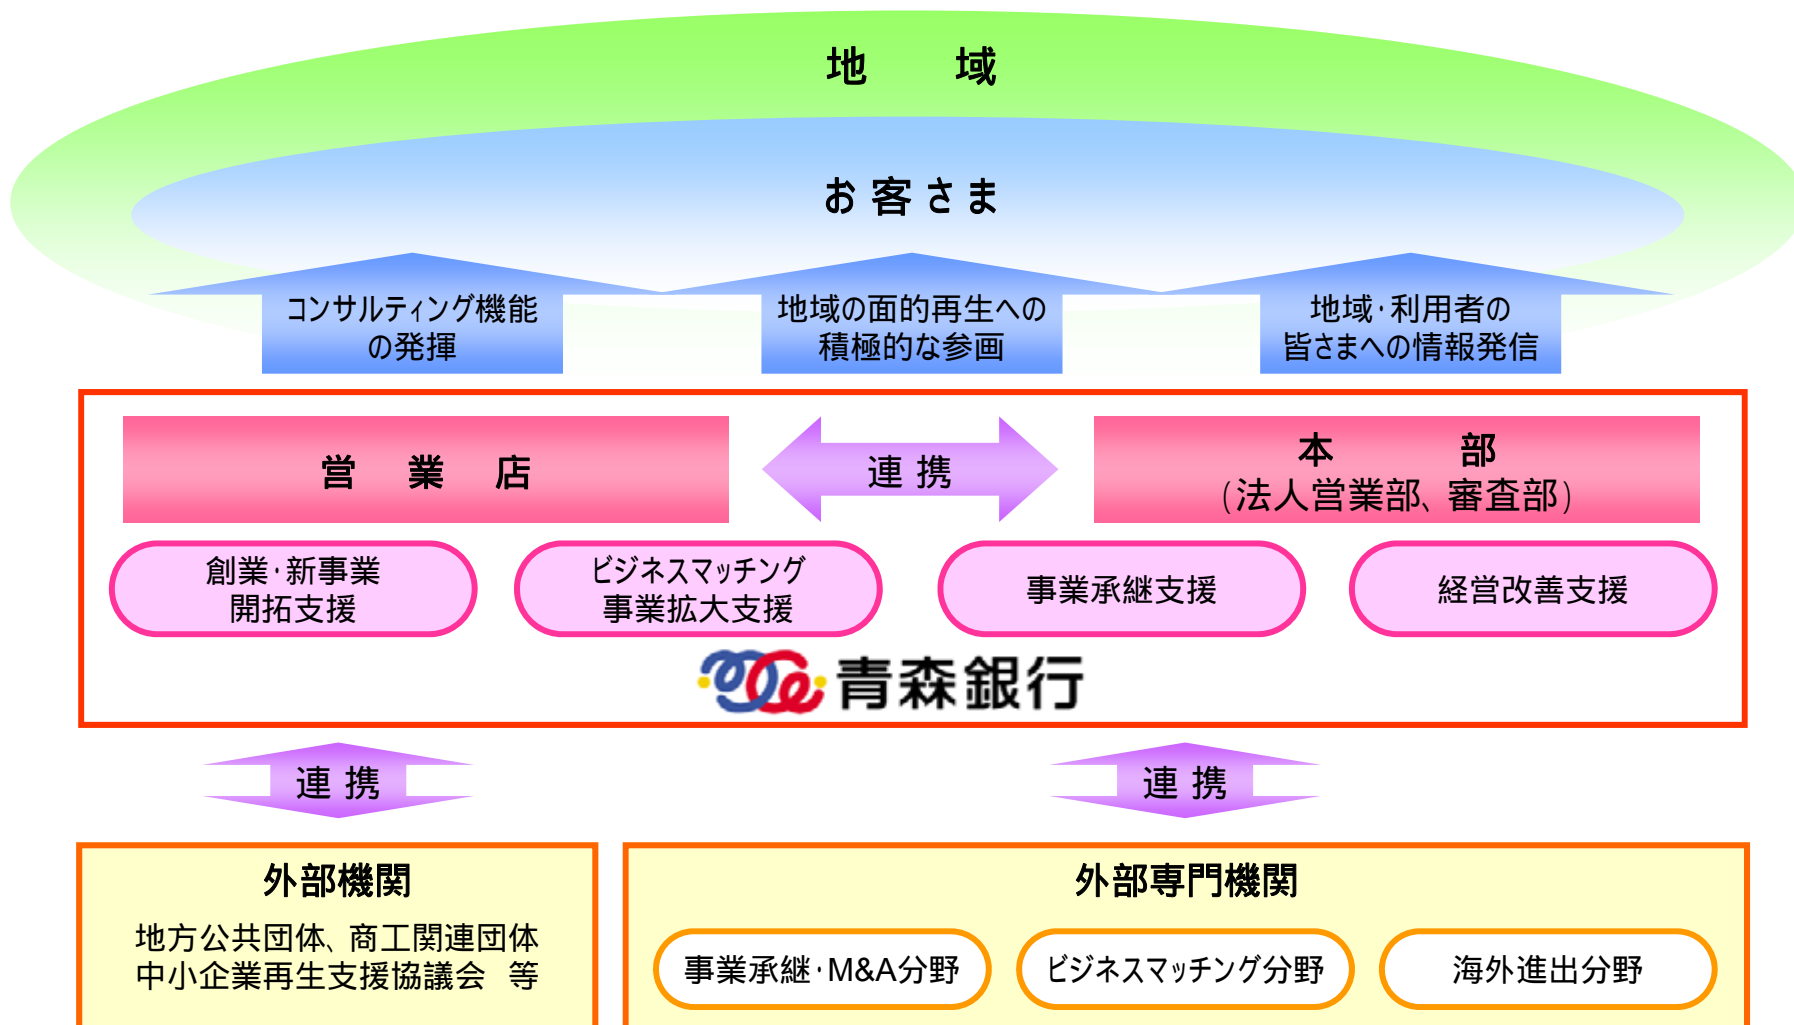 地　域
お客さま
コンサルティング機能
の発揮
地域の面的再生への
積極的な参画
地域・利用者の
皆さまへの情報発信
営　業　店
連 携
本　部
(法人営業部、審査部)
創業・新事業
開拓支援
ビジネスマッチング
事業拡大支援
事業承継支援
経営改善支援
青森銀行
連 携
連 携
外部機関
地方公共団体、商工関連団体
中小企業再生支援協議会　等
外部専門機関
事業承継・M&A分野
ビジネスマッチング分野
海外進出分野